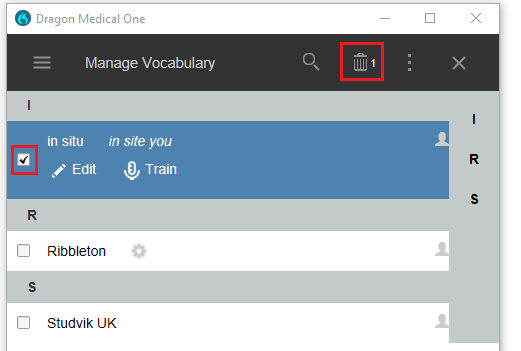 Dragon Medical One
Manage Vocabulary 1
I
in situ in site you
Edit Train
R
Ribbleton
S
Studvik UK
I
R
S